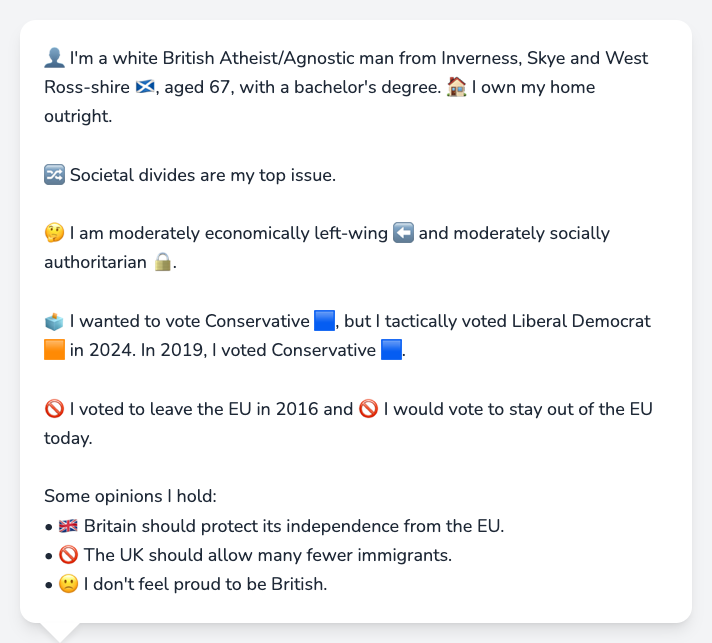 👤 I'm a white British Atheist/Agnostic man from Inverness, Skye and West
Ross-shire 🏴󠁧󠁢󠁳󠁣󠁴󠁿, aged 67, with a bachelor's degree. 🏠 I own my home
outright.
🔀 Societal divides are my top issue.
🤔 I am moderately economically left-wing ⬅️ and moderately socially
authoritarian 🔒.
🗳️ I wanted to vote Conservative 🟦, but I tactically voted Liberal Democrat
🟧 in 2024. In 2019, I voted Conservative 🟦.
🚫 I voted to leave the EU in 2016 and 🚫 I would vote to stay out of the EU
today.
Some opinions I hold:
• 🇬🇧 Britain should protect its independence from the EU.
• 🚫 The UK should allow many fewer immigrants.
• 🙁 I don't feel proud to be British.